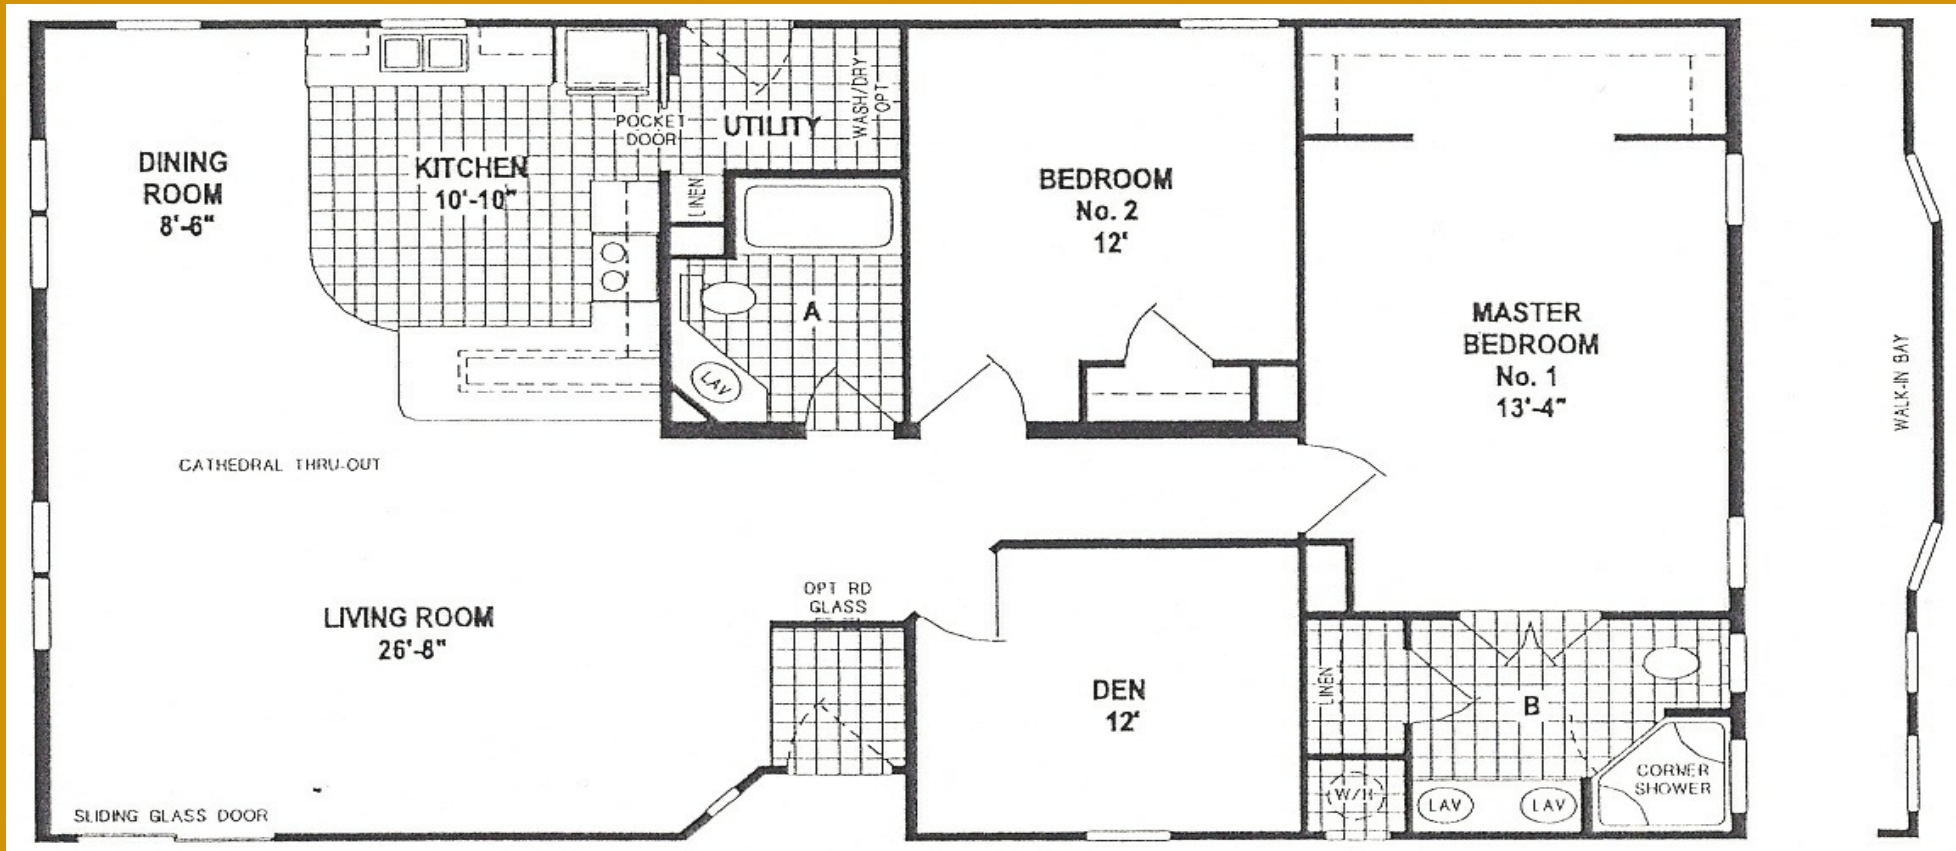 DINING
ROOM
8'-6"
KITCHEN
10'-10"
POCKET
DOOR
UTILITY
WASH/DRY
OPT
LINEN
A
LAV
BEDROOM
No. 2
12'
MASTER
BEDROOM
No. 1
13'-4"
WALK-IN BAY
CATHEDRAL THRU-OUT
LIVING ROOM
26'-8"
OPT RD
GLASS
DEN
12'
LINEN
B
W/H
LAV
LAV
CORNER
SHOWER
SLIDING GLASS DOOR